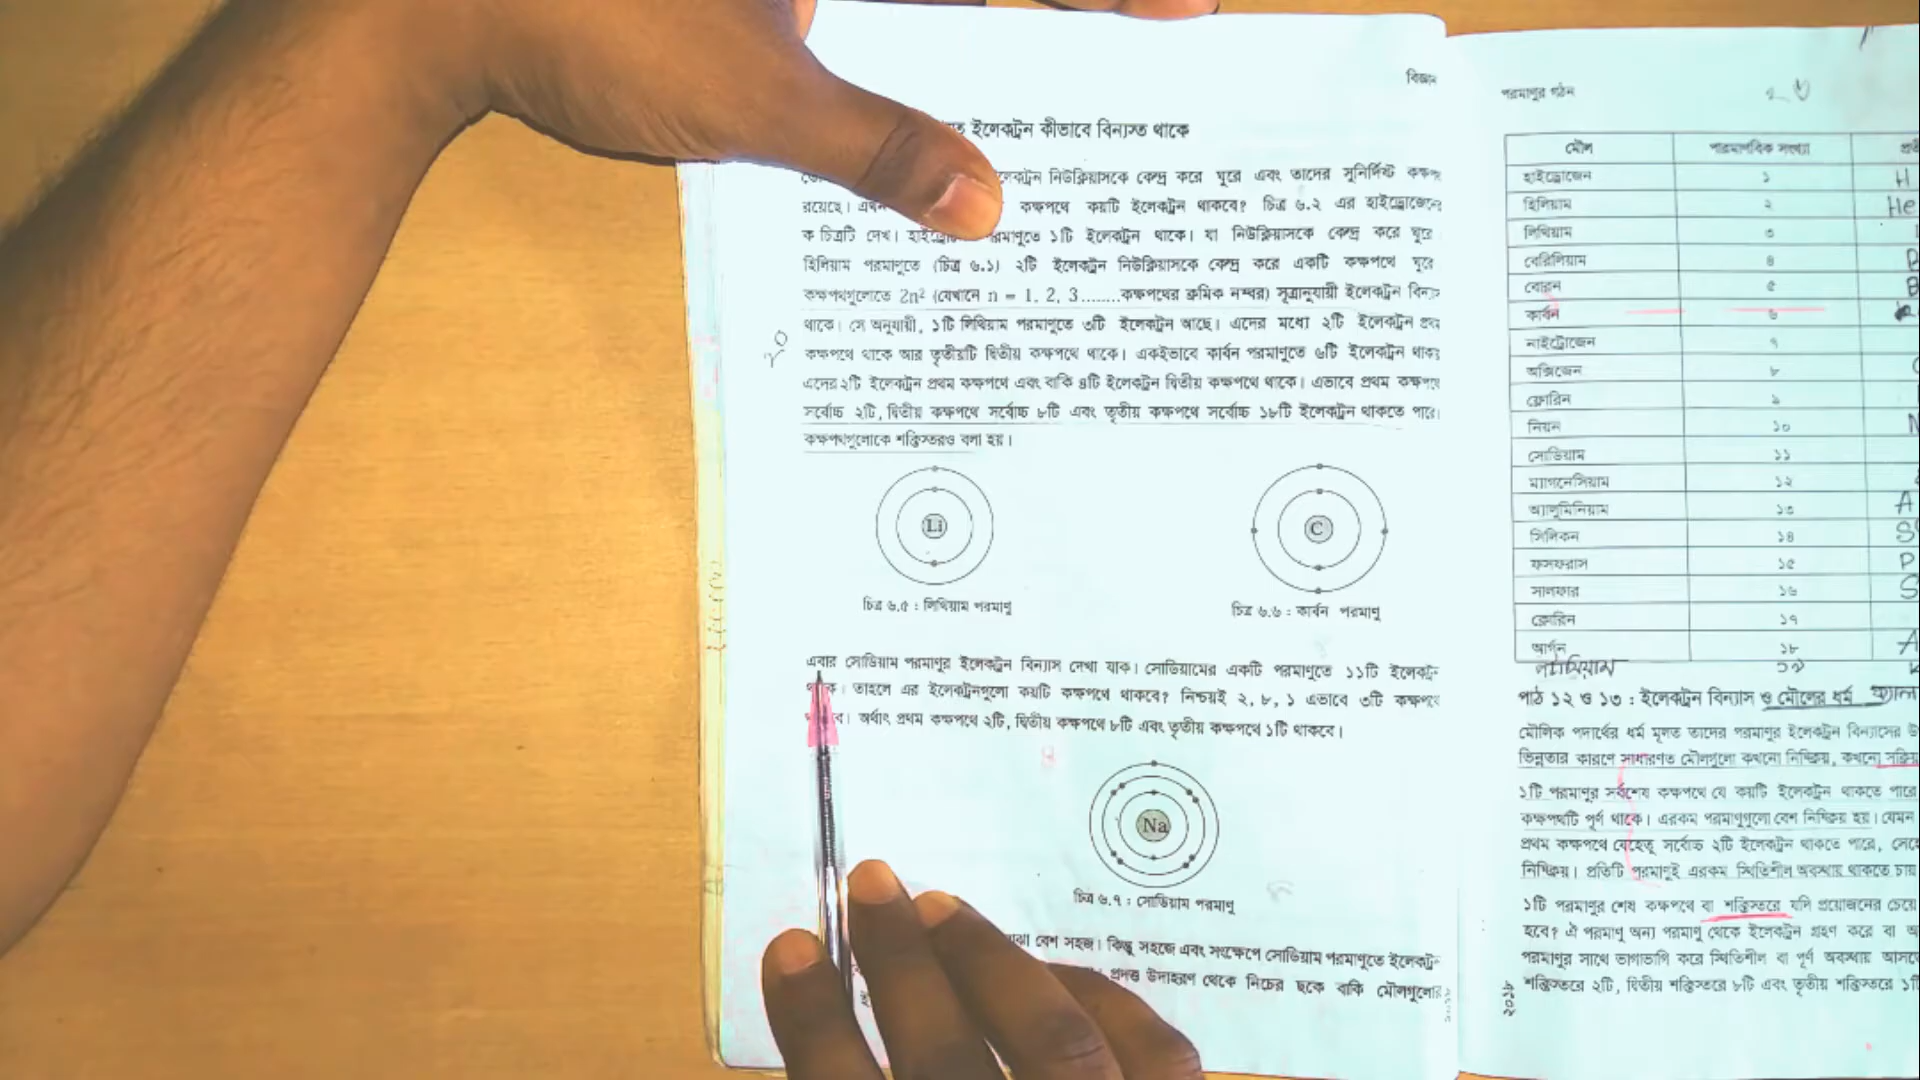 বিজ্ঞান
ইলেকট্রন কীভাবে বিন্যস্ত থাকে
নিউক্লিয়াসকে কেন্দ্র করে ঘুরে এবং তাদের সুনির্দিষ্ট
রয়েছে। কক্ষপথে কয়টি ইলেকট্রন থাকবে? চিত্র ৬.২ এর হাইড্রোজেনের
ক চিত্রটি দেখ। ১টি ইলেকট্রন থাকে। যা নিউক্লিয়াসকে কেন্দ্র করে ঘুরে
হিলিয়াম পরমাণুতে (চিত্র ৬.১) ২টি ইলেকট্রন নিউক্লিয়াসকে কেন্দ্র করে একটি কক্ষপথে ঘুরে
কক্ষপথগুলোতে 2n² (যেখানে n = 1, 2, 3........কক্ষপথের ক্রমিক নম্বর) সূত্রানুযায়ী ইলেকট্রন
থাকে। সে অনুযায়ী, ১টি লিথিয়াম পরমাণুতে ৩টি ইলেকট্রন আছে। এদের মধ্যে ২টি ইলেকট্রন
কক্ষপথে থাকে আর তৃতীয়টি দ্বিতীয় কক্ষপথে থাকে। একইভাবে কার্বন পরমাণুতে ৬টি ইলেকট্রন
এদের ২টি ইলেকট্রন প্রথম কক্ষপথে এবং বাকি ৪টি ইলেকট্রন দ্বিতীয় কক্ষপথে থাকে। এভাবে প্রথম
সর্বোচ্চ ২টি, দ্বিতীয় কক্ষপথে সর্বোচ্চ ৮টি এবং তৃতীয় কক্ষপথে সর্বোচ্চ ১৮টি ইলেকট্রন থাকতে পারে।
কক্ষপথগুলোকে শক্তিস্তরও বলা হয়।
Li
C
চিত্র ৬.৫ : লিথিয়াম পরমাণু
চিত্র ৬.৬ : কার্বন পরমাণু
এবার সোডিয়াম পরমাণুর ইলেকট্রন বিন্যাস দেখা যাক। সোডিয়ামের একটি পরমাণুতে ১১টি
তাহলে এর ইলেকট্রনগুলো কয়টি কক্ষপথে থাকবে? নিশ্চয়ই ২, ৮, ১ এভাবে ৩টি
অর্থাৎ প্রথম কক্ষপথে ২টি, দ্বিতীয় কক্ষপথে ৮টি এবং তৃতীয় কক্ষপথে ১টি থাকবে।
Na
চিত্র ৬.৭ : সোডিয়াম পরমাণু
বেশ সহজ। কিন্তু সহজে এবং সংক্ষেপে সোডিয়াম পরমাণুতে
প্রদত্ত উদাহরণ থেকে নিচের ছকে বাকি মৌলগুলোর
পরমাণুর গঠন
মৌল পারমাণবিক সংখ্যা
হাইড্রোজেন ১ H
হিলিয়াম ২ He
লিথিয়াম ৩
বেরিলিয়াম ৪ B
বোরন ৫ B
কার্বন ৬
নাইট্রোজেন ৭
অক্সিজেন ৮
ফ্লোরিন ৯
নিয়ন ১০ N
সোডিয়াম ১১
ম্যাগনেসিয়াম ১২
অ্যালুমিনিয়াম ১৩ A
সিলিকন ১৪ S
ফসফরাস ১৫ P
সালফার ১৬ S
ক্লোরিন ১৭
আর্গন ১৮ A
১৯
পাঠ ১২ ও ১৩ : ইলেকট্রন বিন্যাস ও মৌলের ধর্ম
মৌলিক পদার্থের ধর্ম মূলত তাদের পরমাণুর ইলেকট্রন বিন্যাসের
ভিন্নতার কারণে সাধারণত মৌলগুলো কখনো নিষ্ক্রিয়, কখনো সক্রিয়
১টি পরমাণুর সর্বশেষ কক্ষপথে যে কয়টি ইলেকট্রন থাকতে পারে
কক্ষপথটি পূর্ণ থাকে। এরকম পরমাণুগুলো বেশ নিষ্ক্রিয় হয়। যেমন
প্রথম কক্ষপথে যেহেতু সর্বোচ্চ ২টি ইলেকট্রন থাকতে পারে,
নিষ্ক্রিয়। প্রতিটি পরমাণুই এরকম স্থিতিশীল অবস্থায় থাকতে চায়
১টি পরমাণুর শেষ কক্ষপথে বা শক্তিস্তরে যদি প্রয়োজনের চেয়ে
হবে? ঐ পরমাণু অন্য পরমাণু থেকে ইলেকট্রন গ্রহণ করে বা
পরমাণুর সাথে ভাগাভাগি করে স্থিতিশীল বা পূর্ণ অবস্থায়
শক্তিস্তরে ২টি, দ্বিতীয় শক্তিস্তরে ৮টি এবং তৃতীয় শক্তিস্তরে
২০১৮